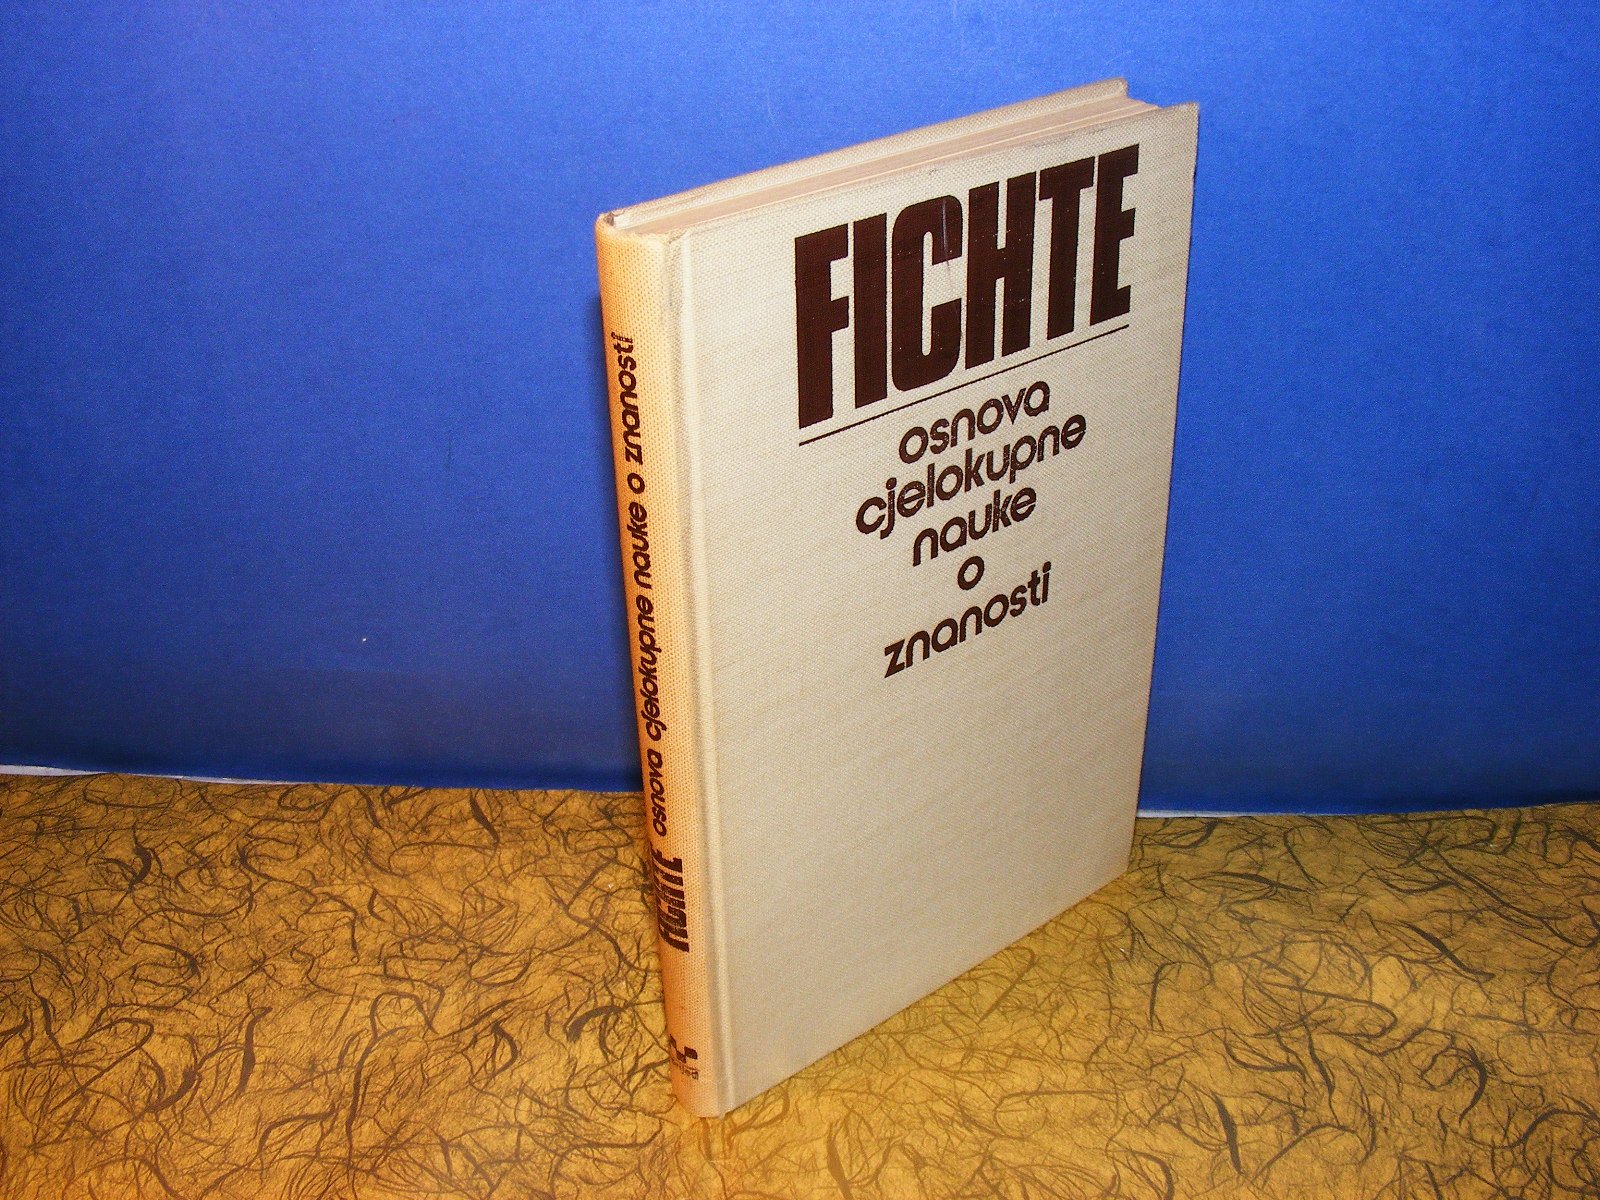 FICHTE
osnova
cjelokupne
nauke
o
znanosti
FICHTE osnova cjelokupne nauke o znanosti